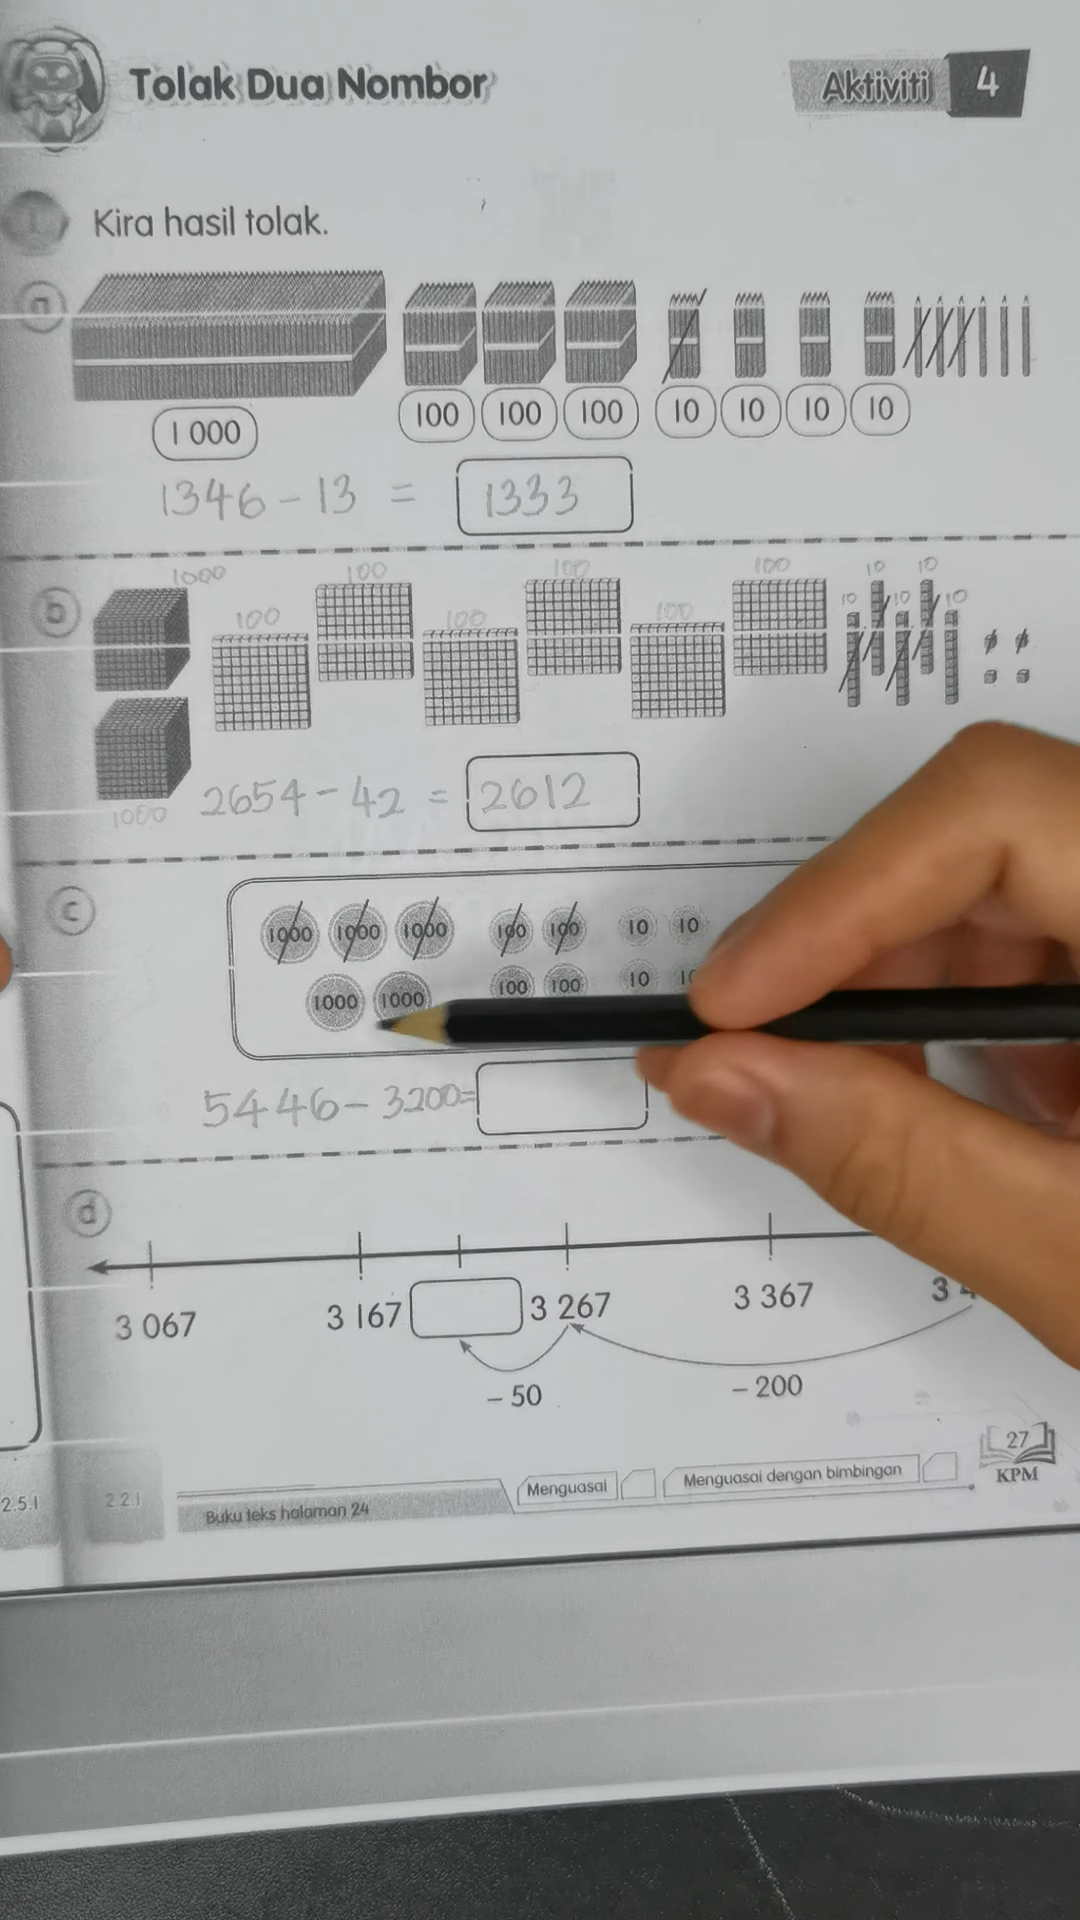 Tolak Dua Nombor
Aktiviti 4
1 Kira hasil tolak.
a
1 000 100 100 100 10 10 10 10
1346 - 13 = 1333
b
1000 100 100 100 100 100 100 10 10 10 10 10
1000
2654 - 42 = 2612
c
1000 1000 1000 100 100 10 10
1000 1000 100 100 10
5446 - 3200=
d
3 067 3 167 3 267 3 367
– 50 – 200
27
KPM
Menguasai Menguasai dengan bimbingan
2.5.1 2.2.1 Buku teks halaman 24